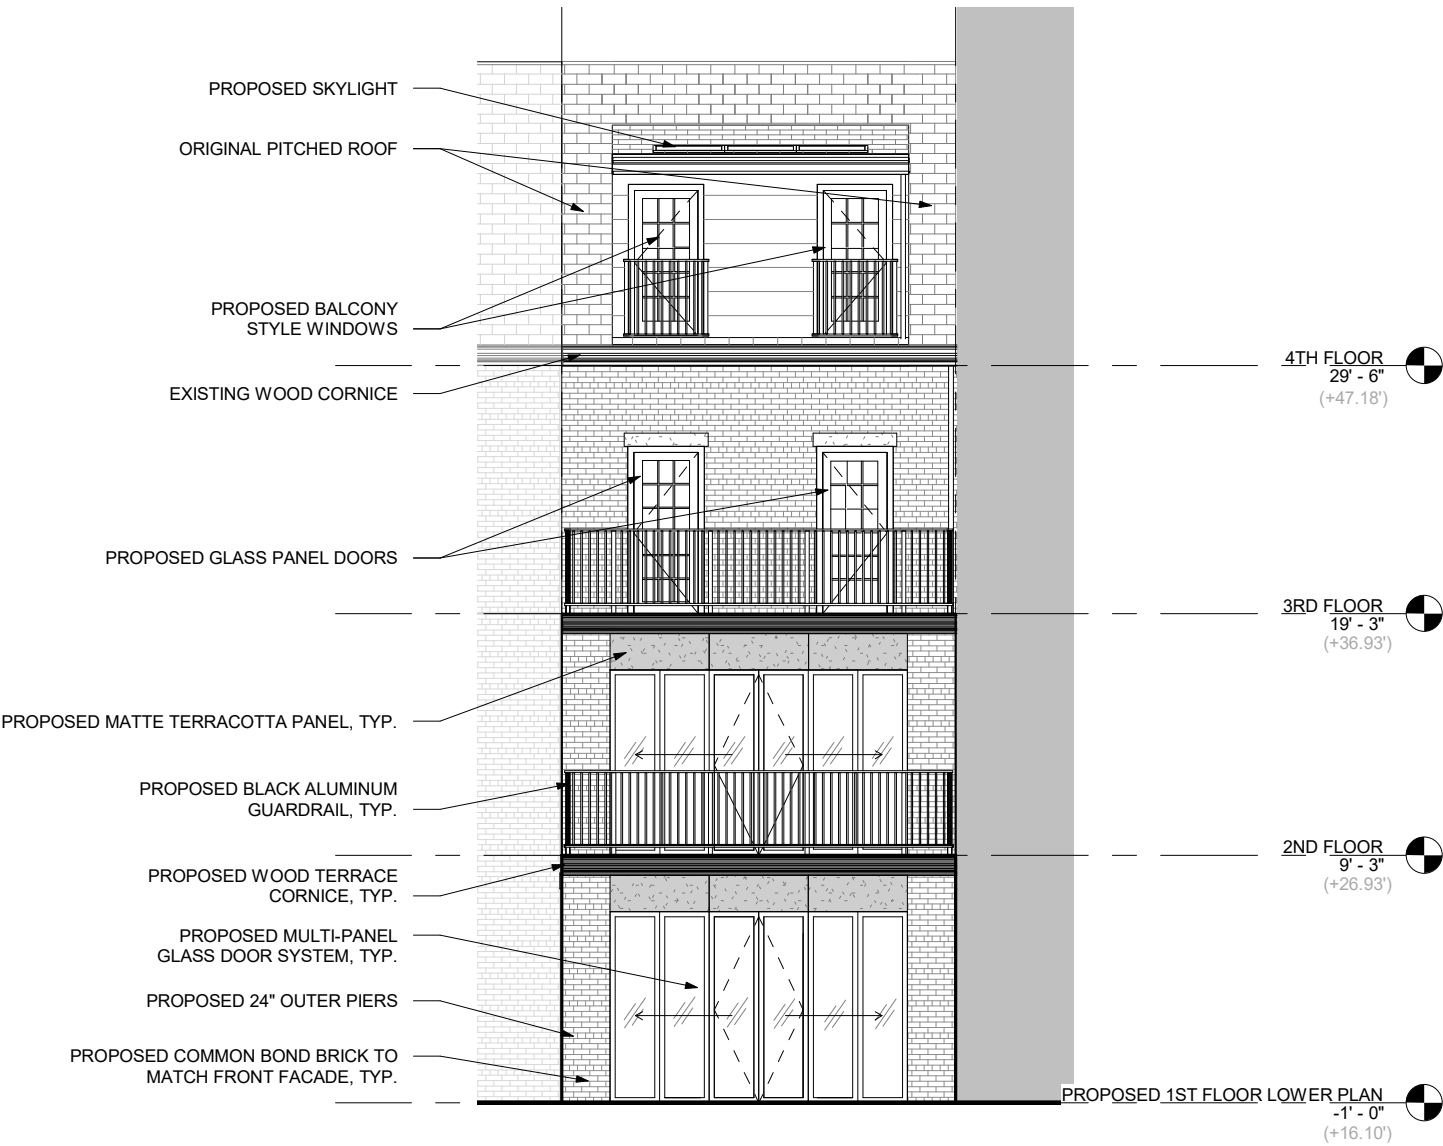 PROPOSED SKYLIGHT
ORIGINAL PITCHED ROOF
PROPOSED BALCONY
STYLE WINDOWS
EXISTING WOOD CORNICE
PROPOSED GLASS PANEL DOORS
PROPOSED MATTE TERRACOTTA PANEL, TYP.
PROPOSED BLACK ALUMINUM
GUARDRAIL, TYP.
PROPOSED WOOD TERRACE
CORNICE, TYP.
PROPOSED MULTI-PANEL
GLASS DOOR SYSTEM, TYP.
PROPOSED 24" OUTER PIERS
PROPOSED COMMON BOND BRICK TO
MATCH FRONT FACADE, TYP.
4TH FLOOR
29' - 6"
(+47.18')
3RD FLOOR
19' - 3"
(+36.93')
2ND FLOOR
9' - 3"
(+26.93')
PROPOSED 1ST FLOOR LOWER PLAN
-1' - 0"
(+16.10')